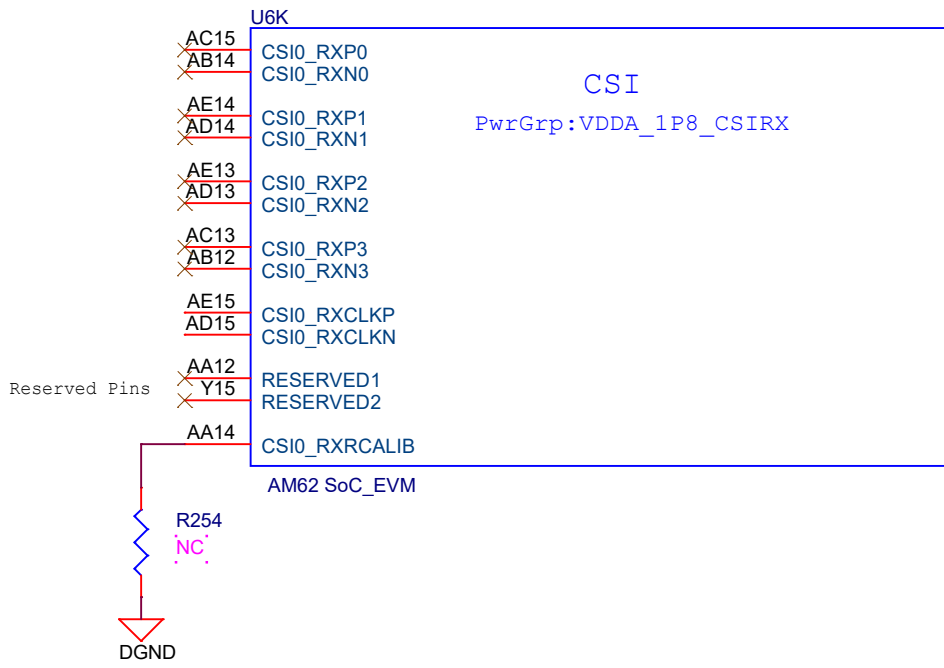 U6K
AC15 CSI0_RXP0
AB14 CSI0_RXN0
CSI
AE14 CSI0_RXP1
PwrGrp:VDDA_1P8_CSIRX
AD14 CSI0_RXN1
AE13 CSI0_RXP2
AD13 CSI0_RXN2
AC13 CSI0_RXP3
AB12 CSI0_RXN3
AE15 CSI0_RXCLKP
AD15 CSI0_RXCLKN
AA12 RESERVED1
Reserved Pins
Y15 RESERVED2
AA14 CSI0_RXRCALIB
AM62 SoC_EVM
R254
NC
DGND